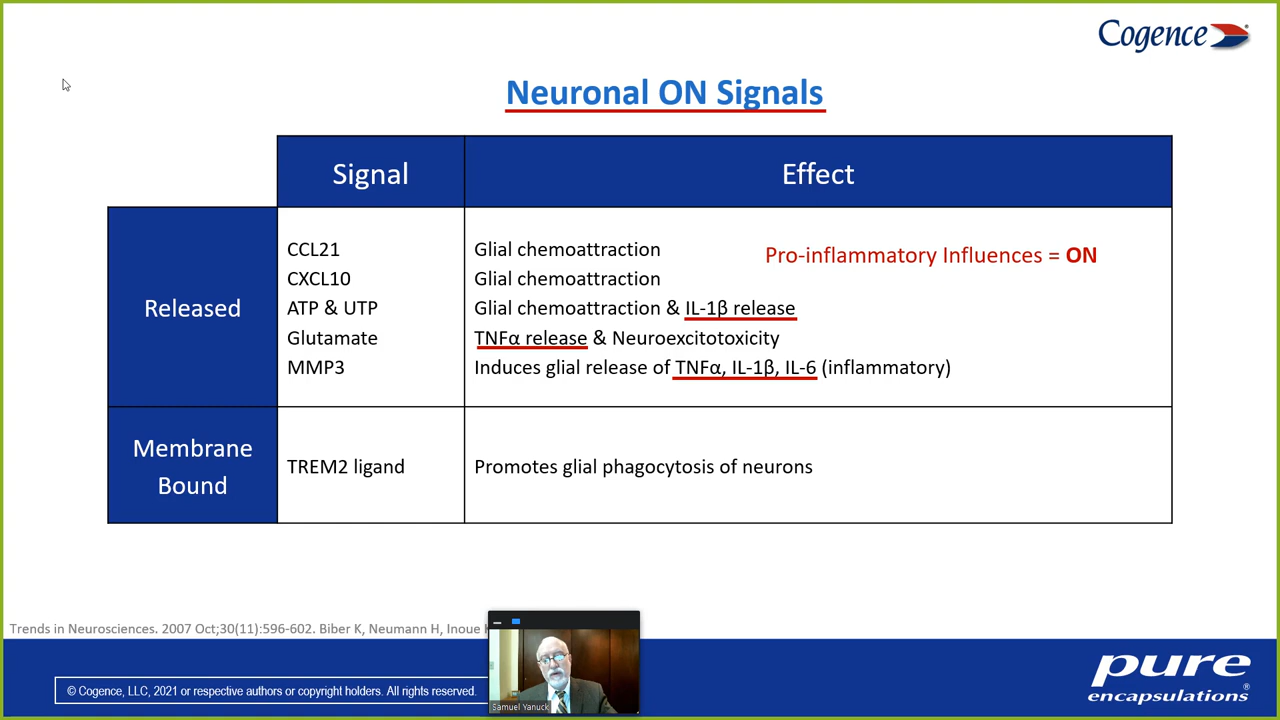 Cogence
Neuronal ON Signals
Signal Effect
Released
CCL21 Glial chemoattraction
Pro-inflammatory Influences = ON
CXCL10 Glial chemoattraction
ATP & UTP Glial chemoattraction & IL-1β release
Glutamate TNFα release & Neuroexcitotoxicity
MMP3 Induces glial release of TNFα, IL-1β, IL-6 (inflammatory)
Membrane
Bound
TREM2 ligand Promotes glial phagocytosis of neurons
Trends in Neurosciences. 2007 Oct;30(11):596-602. Biber K, Neumann H, Inoue
© Cogence, LLC, 2021 or respective authors or copyright holders. All rights reserved.
Samuel Yanuck
pure
encapsulations®